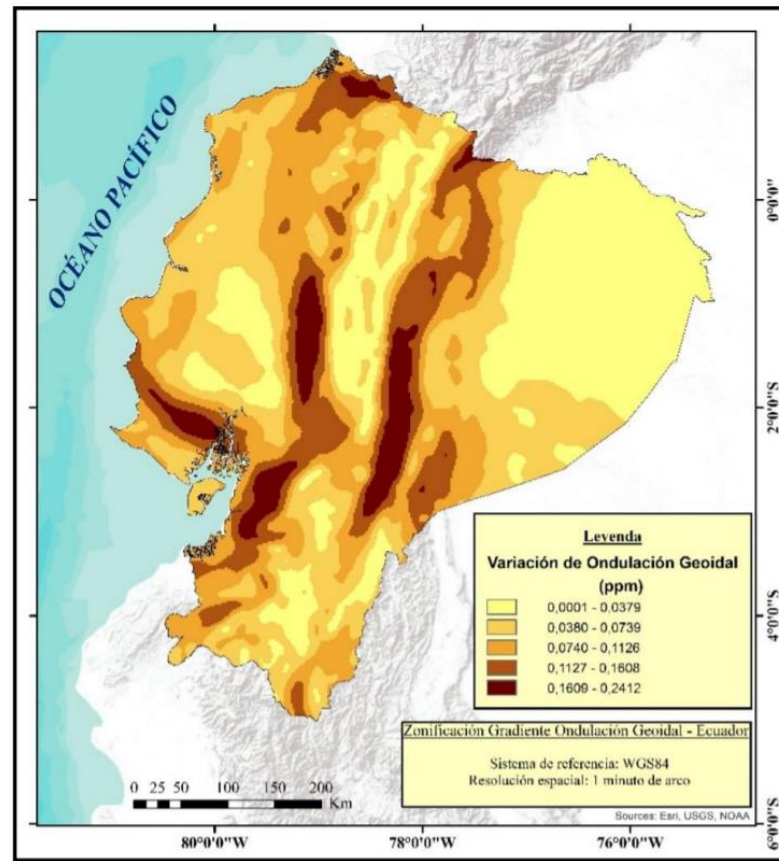 OCÉANO PACÍFICO
0°0'0"
2°0'0"S
4°0'0"S
6°0'0"S
Leyenda
Variación de Ondulación Geoidal
(ppm)
0,0001 - 0,0379
0,0380 - 0,0739
0,0740 - 0,1126
0,1127 - 0,1608
0,1609 - 0,2412
Zonificación Gradiente Ondulación Geoidal - Ecuador
Sistema de referencia: WGS84
Resolución espacial: 1 minuto de arco
0 25 50 100 150 200
Km
Sources: Esri, USGS, NOAA
80°0'0"W 78°0'0"W 76°0'0"W